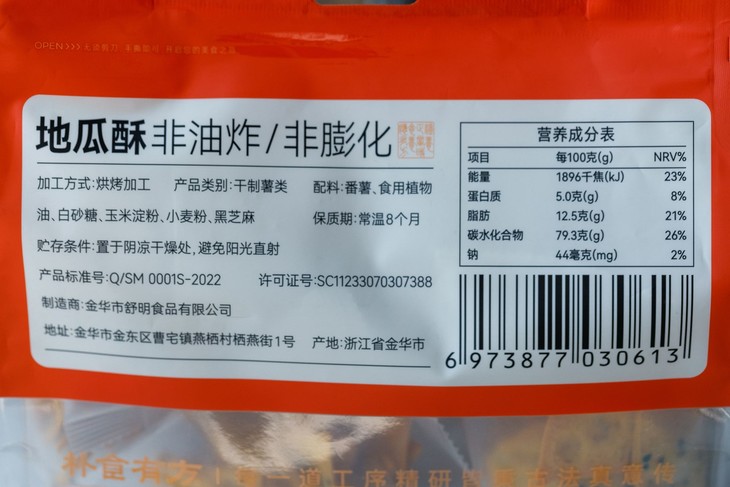 OPEN>>>
地瓜酥 非油炸/非膨化
加工方式:烘烤加工 产品类别:干制薯类 配料:番薯、食用植物
油、白砂糖、玉米淀粉、小麦粉、黑芝麻 保质期:常温8个月
贮存条件:置于阴凉干燥处,避免阳光直射
产品标准号:Q/SM 0001S-2022 许可证号:SC11233070307388
制造商:金华市舒明食品有限公司
地址:金华市金东区曹宅镇燕栖村栖燕街1号 产地:浙江省金华市
营养成分表
项目 每100克(g) NRV%
能量 1896千焦(kJ) 23%
蛋白质 5.0克(g) 8%
脂肪 12.5克(g) 21%
碳水化合物 79.3克(g) 26%
钠 44毫克(mg) 2%
6 973877 030613
一道工序精研